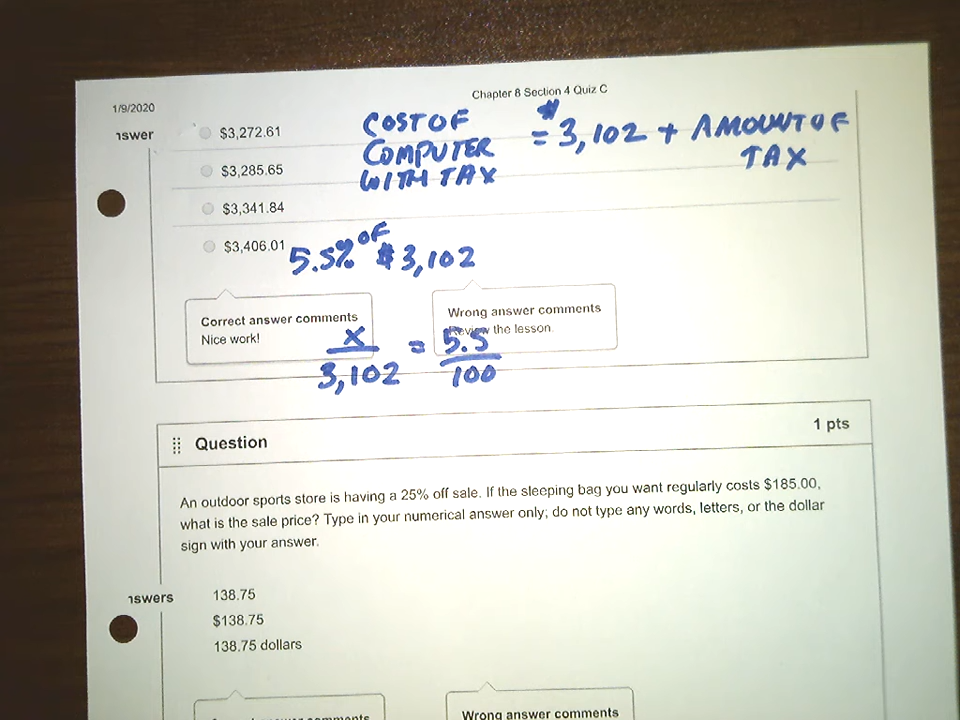 Chapter 8 Section 4 Quiz C
1/9/2020
nswer
$3,272.61
$3,285.65
$3,341.84
$3,406.01
COST OF
COMPUTER
WITH TAX
= $3,102 + AMOUNT OF
TAX
5.5% OF $3,102
Correct answer comments
Nice work!
Wrong answer comments
Review the lesson.
x/3,102 = 5.5/100
Question
1 pts
An outdoor sports store is having a 25% off sale. If the sleeping bag you want regularly costs $185.00,
what is the sale price? Type in your numerical answer only; do not type any words, letters, or the dollar
sign with your answer.
nswers
138.75
$138.75
138.75 dollars
answer comments
Wrong answer comments